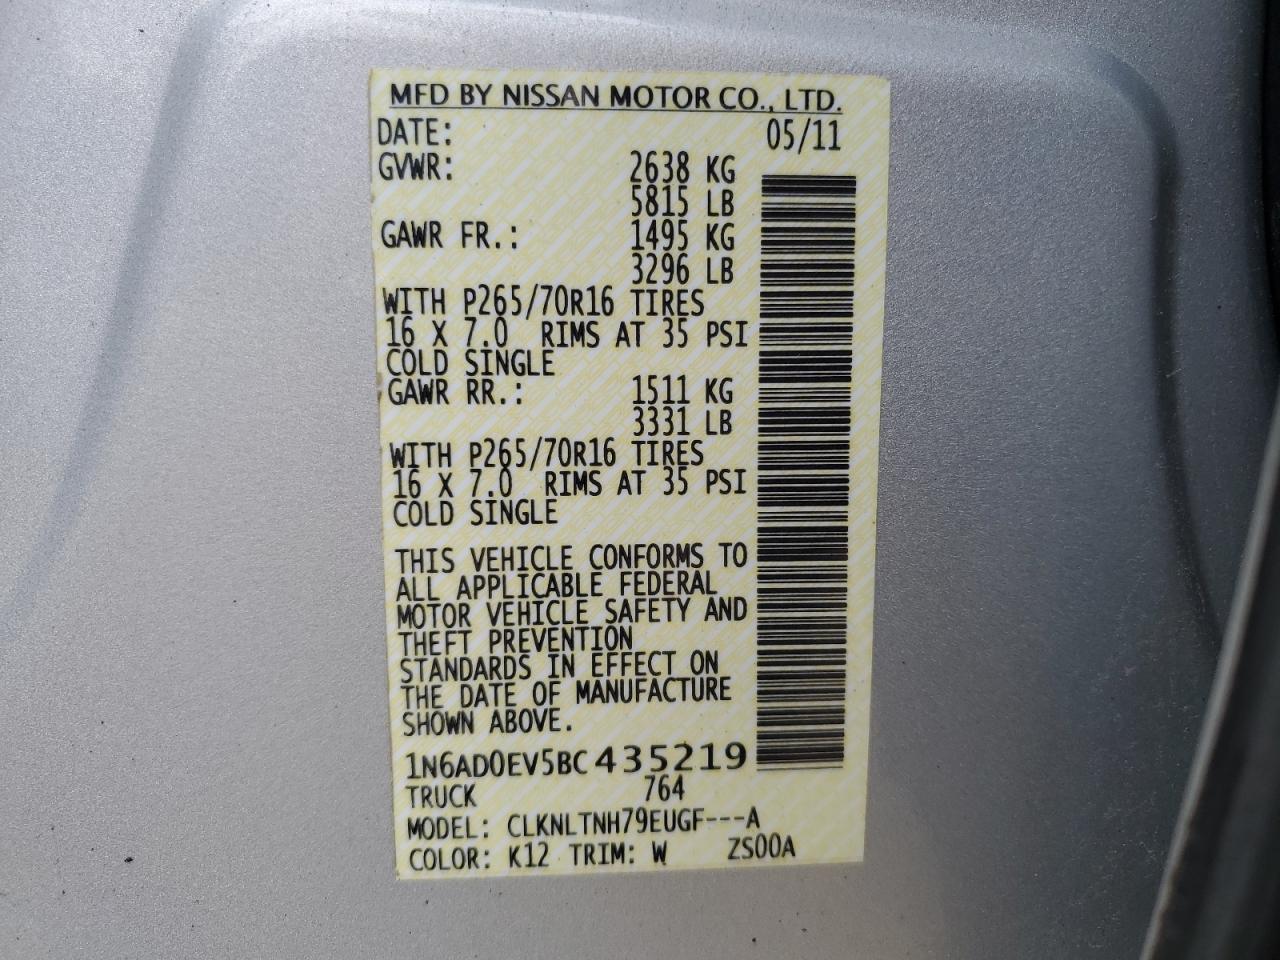 MFD BY NISSAN MOTOR CO., LTD.
DATE: 05/11
GVWR: 2638 KG
5815 LB
GAWR FR.: 1495 KG
3296 LB
WITH P265/70R16 TIRES
16 X 7.0 RIMS AT 35 PSI
COLD SINGLE
GAWR RR.: 1511 KG
3331 LB
WITH P265/70R16 TIRES
16 X 7.0 RIMS AT 35 PSI
COLD SINGLE
THIS VEHICLE CONFORMS TO
ALL APPLICABLE FEDERAL
MOTOR VEHICLE SAFETY AND
THEFT PREVENTION
STANDARDS IN EFFECT ON
THE DATE OF MANUFACTURE
SHOWN ABOVE.
1N6AD0EV5BC435219
TRUCK 764
MODEL: CLKNLTNH79EUGF---A
COLOR: K12 TRIM: W ZS00A